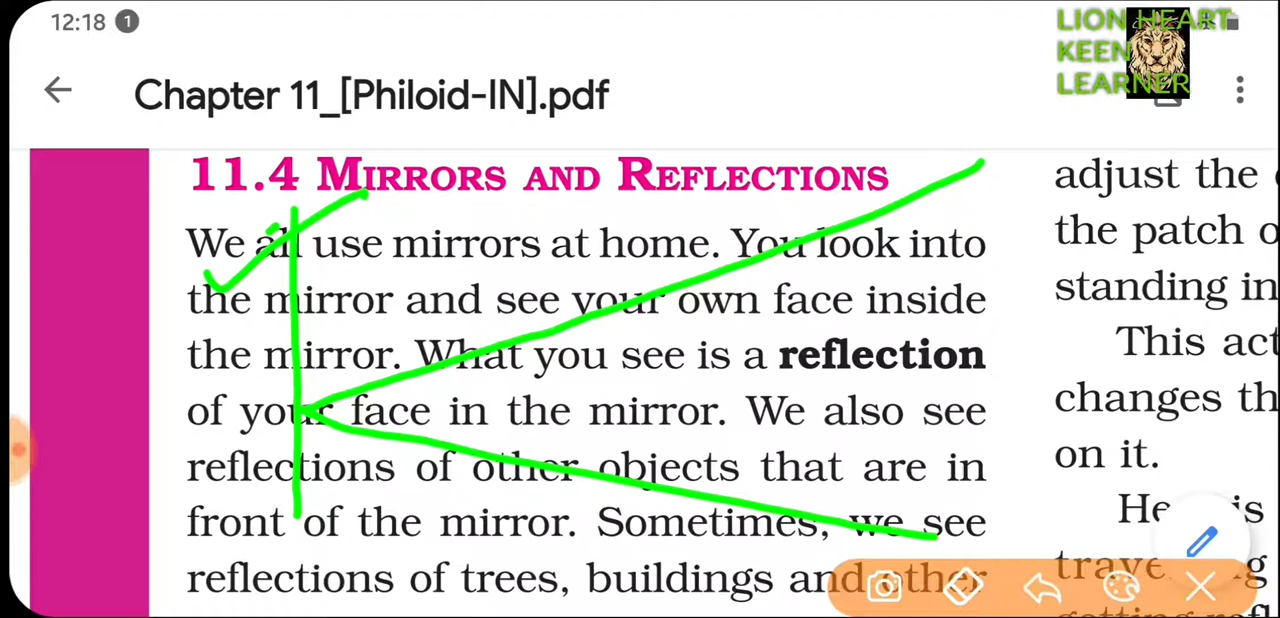 12:18 1
LION HEART
KEEN
LEARNER
Chapter 11_[Philoid-IN].pdf
11.4 MIRRORS AND REFLECTIONS
We all use mirrors at home. You look into
the mirror and see your own face inside
the mirror. What you see is a reflection
of your face in the mirror. We also see
reflections of other objects that are in
front of the mirror. Sometimes, we see
reflections of trees, buildings and other
adjust the
the patch o
standing in
This act
changes th
on it.
He is